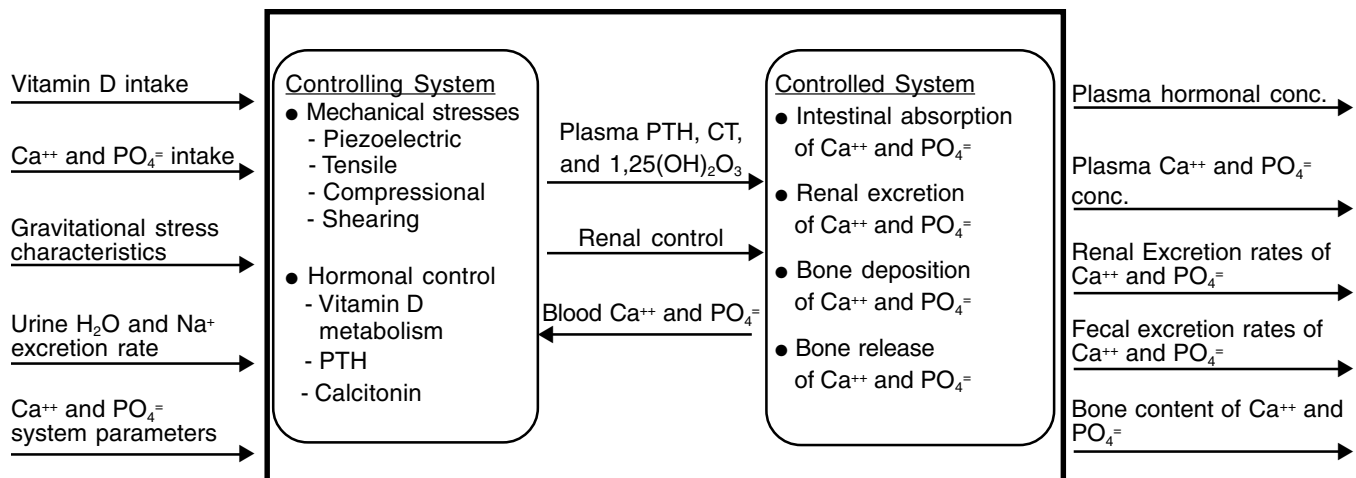 Vitamin D intake
Ca⁺⁺ and PO₄⁼ intake
Gravitational stress
characteristics
Urine H₂O and Na⁺
excretion rate
Ca⁺⁺ and PO₄⁼
system parameters
Controlling System
● Mechanical stresses
- Piezoelectric
- Tensile
- Compressional
- Shearing
● Hormonal control
- Vitamin D
metabolism
- PTH
- Calcitonin
Plasma PTH, CT,
and 1,25(OH)₂O₃
Renal control
Blood Ca⁺⁺ and PO₄⁼
Controlled System
● Intestinal absorption
of Ca⁺⁺ and PO₄⁼
● Renal excretion
of Ca⁺⁺ and PO₄⁼
● Bone deposition
of Ca⁺⁺ and PO₄⁼
● Bone release
of Ca⁺⁺ and PO₄⁼
Plasma hormonal conc.
Plasma Ca⁺⁺ and PO₄⁼
conc.
Renal Excretion rates of
Ca⁺⁺ and PO₄⁼
Fecal excretion rates of
Ca⁺⁺ and PO₄⁼
Bone content of Ca⁺⁺ and
PO₄⁼